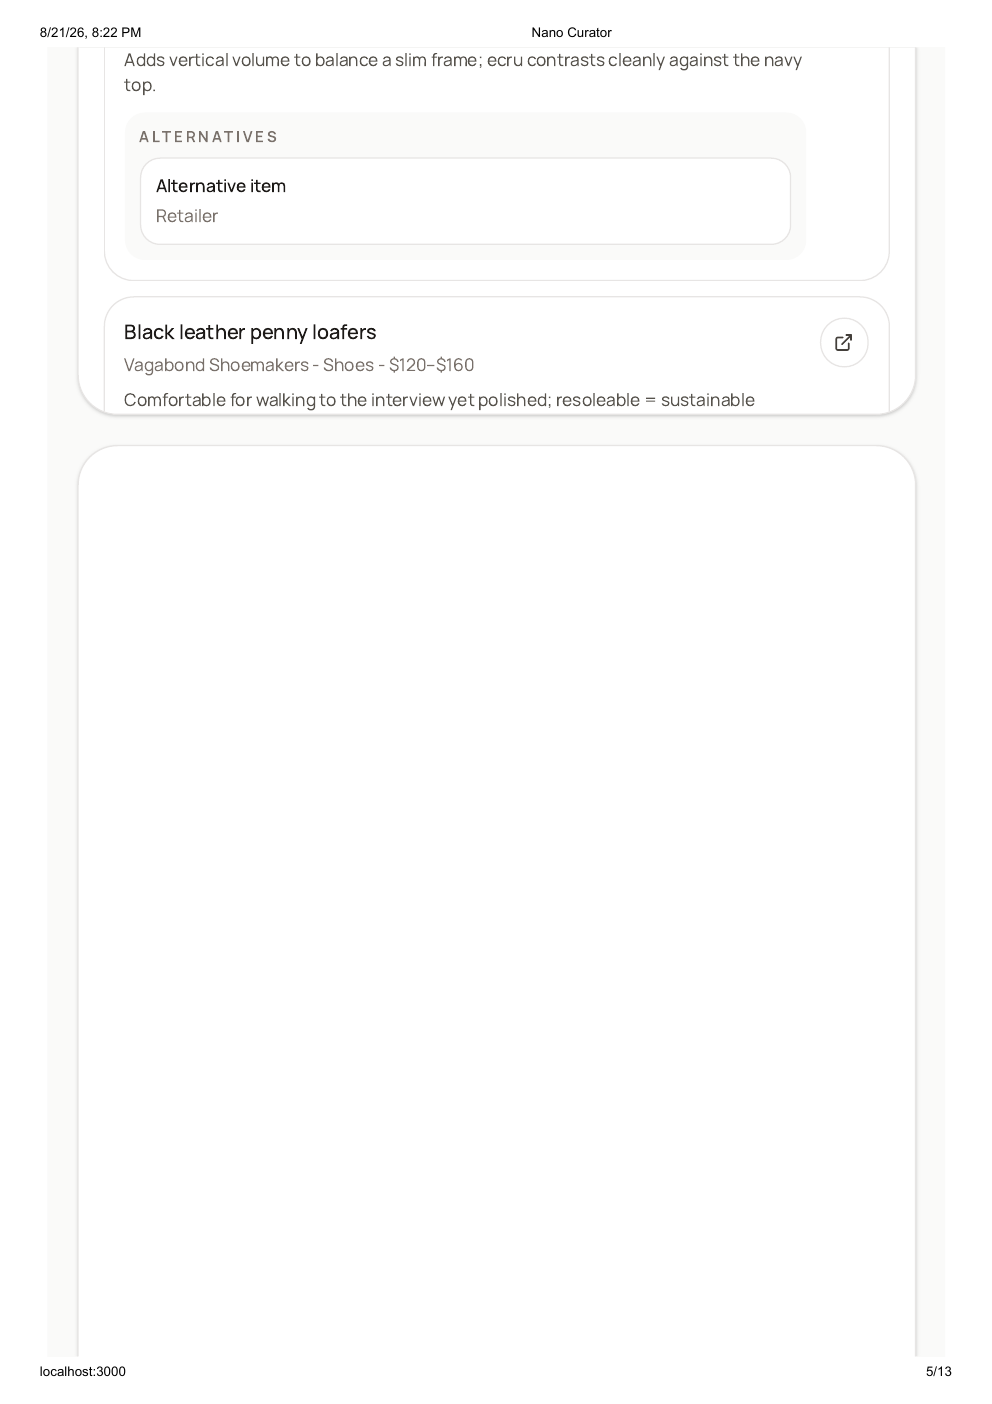 8/21/26, 8:22 PM
Nano Curator
Adds vertical volume to balance a slim frame; ecru contrasts cleanly against the navy
top.
ALTERNATIVES
Alternative item
Retailer
Black leather penny loafers
Vagabond Shoemakers - Shoes - $120–$160
Comfortable for walking to the interview yet polished; resoleable = sustainable
localhost:3000
5/13